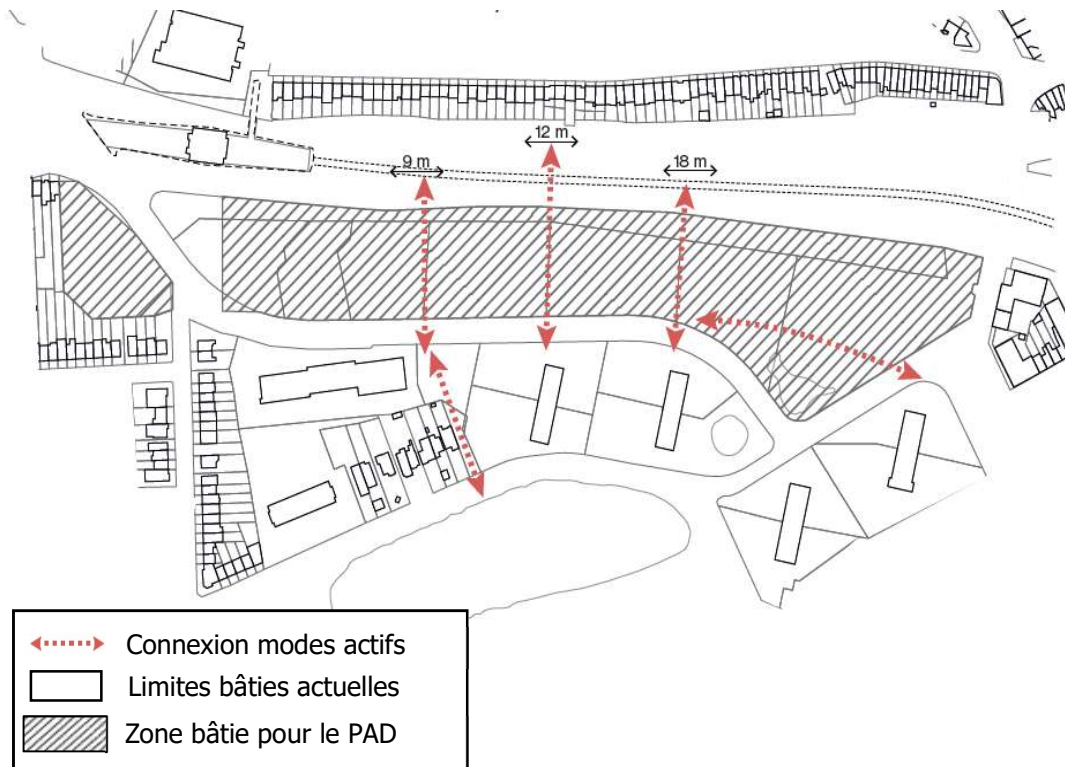 12 m
9 m
18 m
Connexion modes actifs
Limites bâties actuelles
Zone bâtie pour le PAD